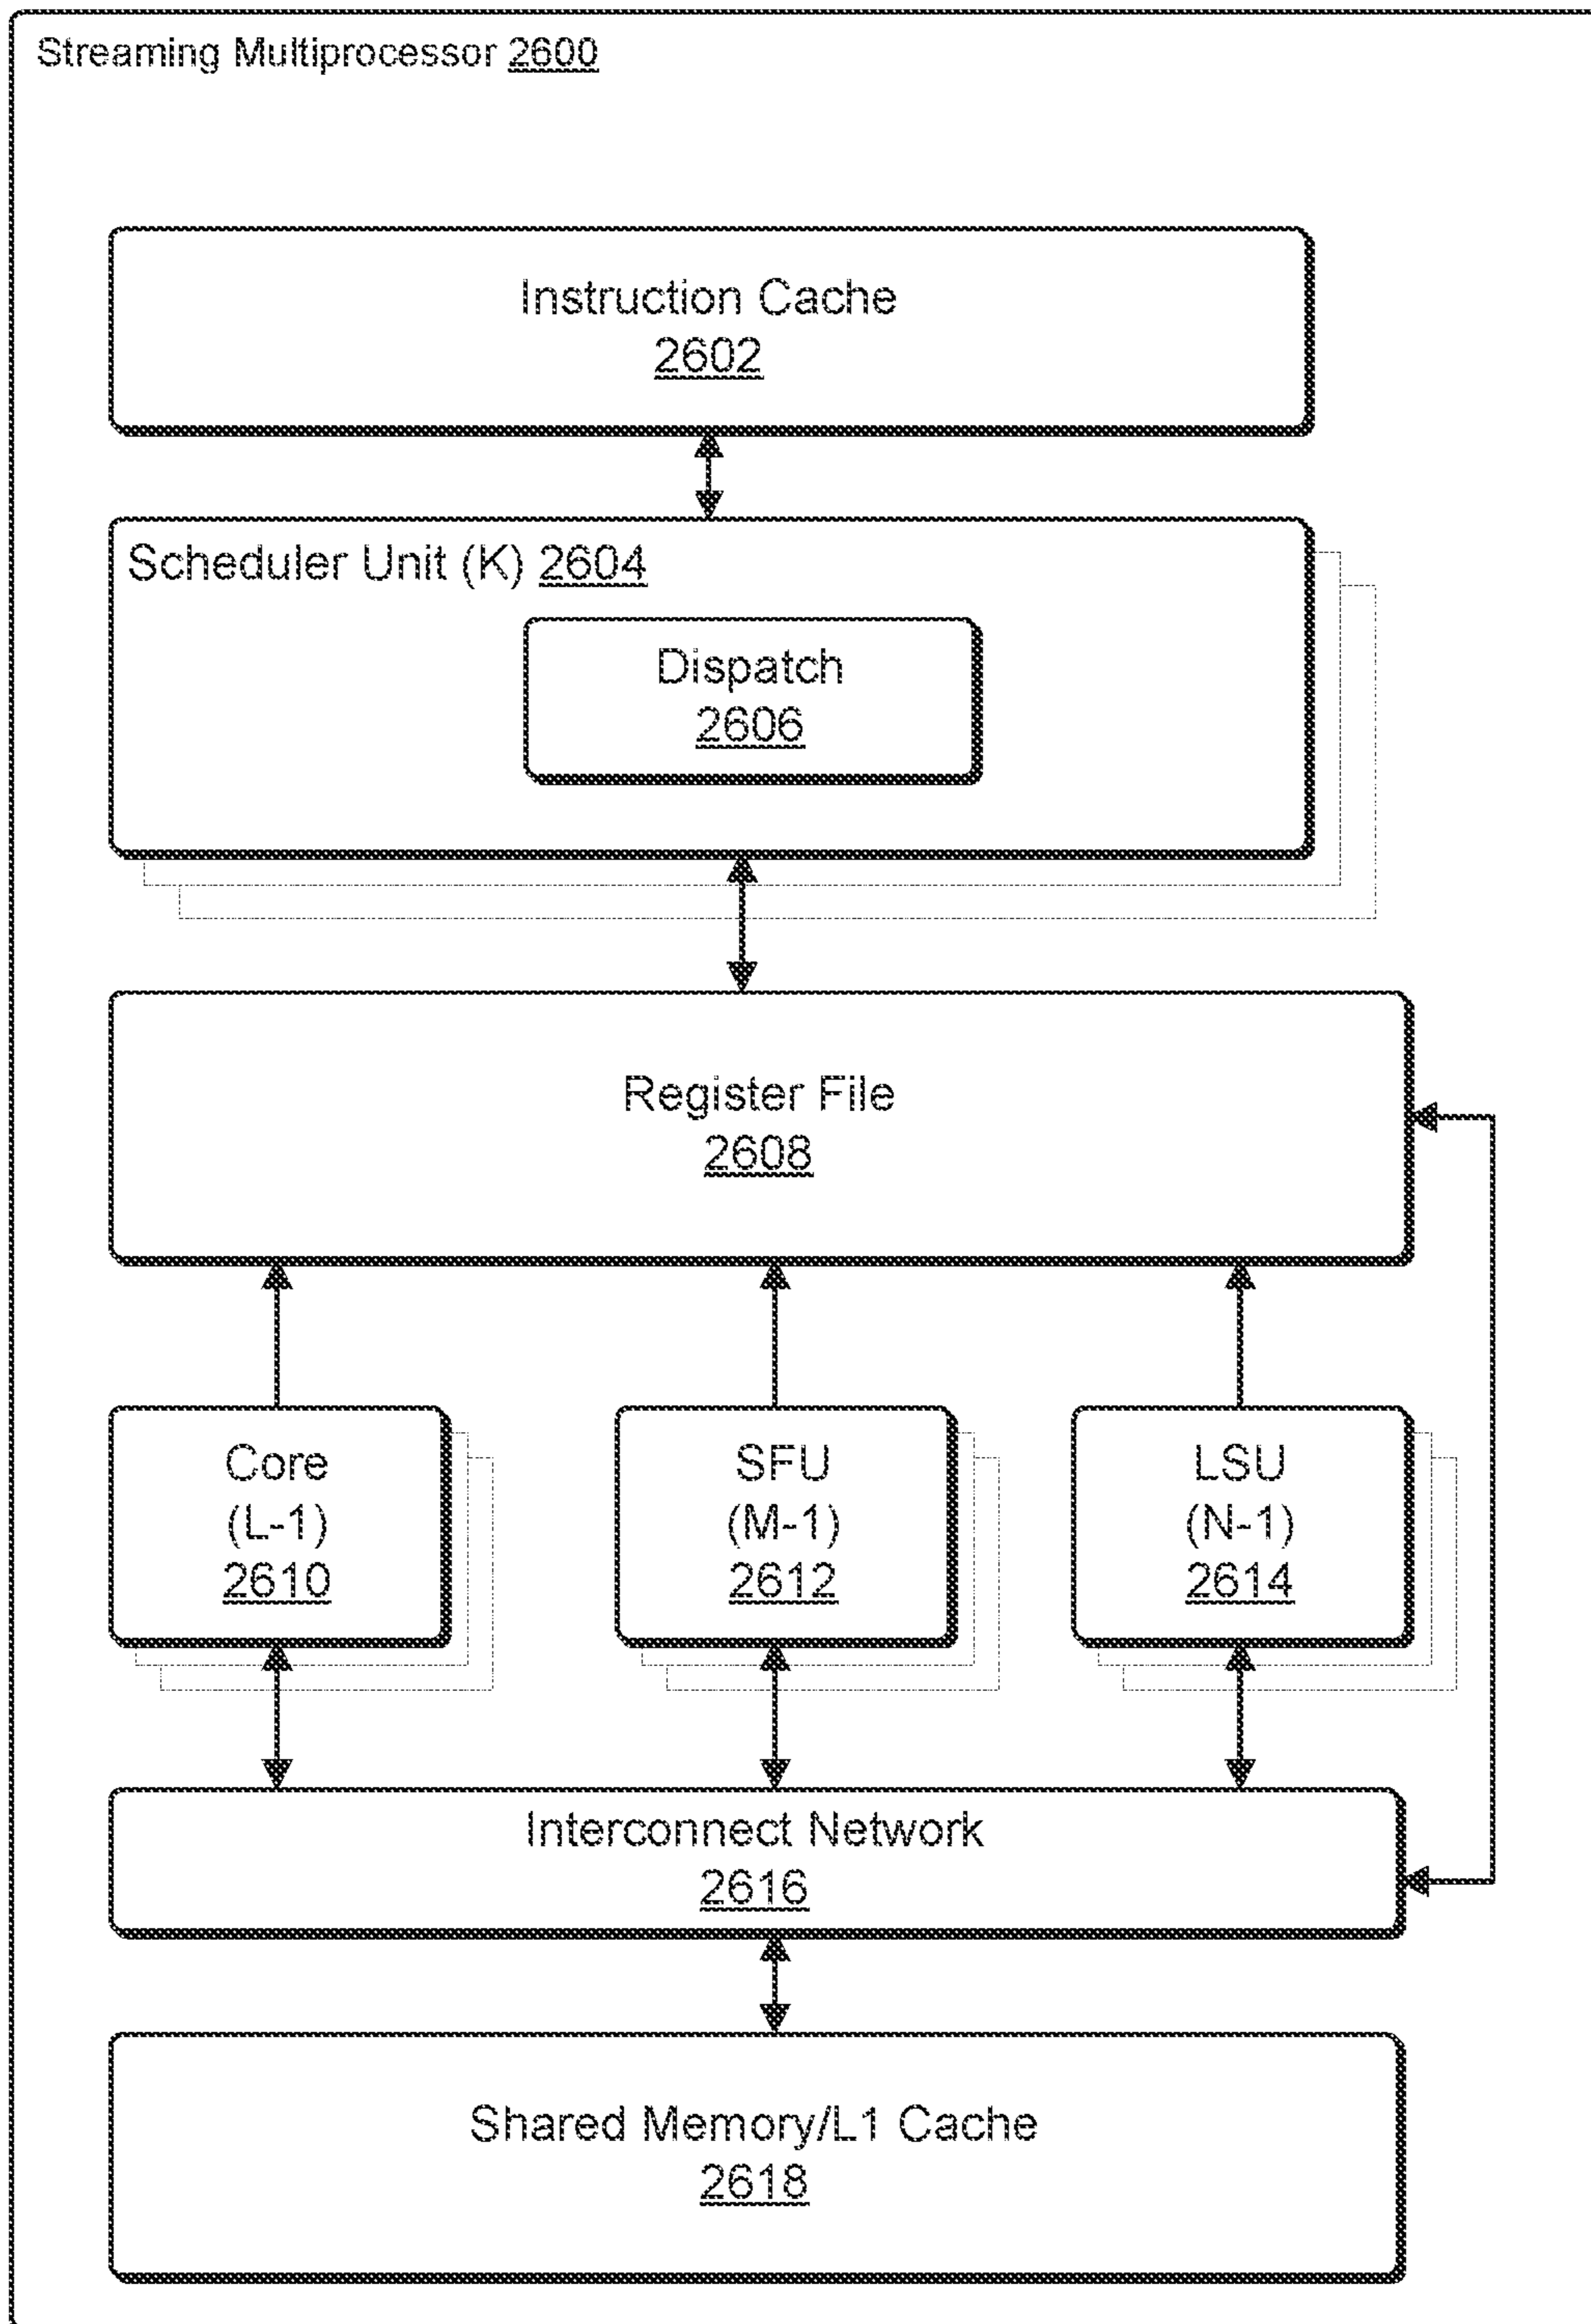 Streaming Multiprocessor 2600
Instruction Cache
2602
Scheduler Unit (K) 2604
Dispatch
2606
Register File
2608
Core
(L-1)
2610
SFU
(M-1)
2612
LSU
(N-1)
2614
Interconnect Network
2616
Shared Memory/L1 Cache
2618